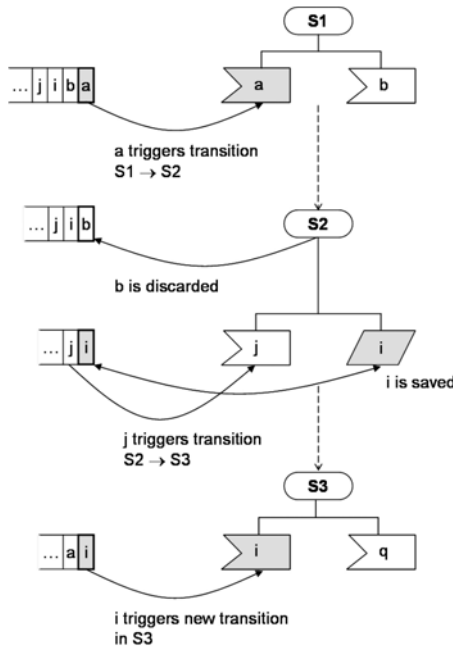 S1
... j i b a
a
b
a triggers transition
S1 → S2
S2
... j i b
b is discarded
... j i
j
i
i is saved
j triggers transition
S2 → S3
S3
... a i
i
q
i triggers new transition
in S3